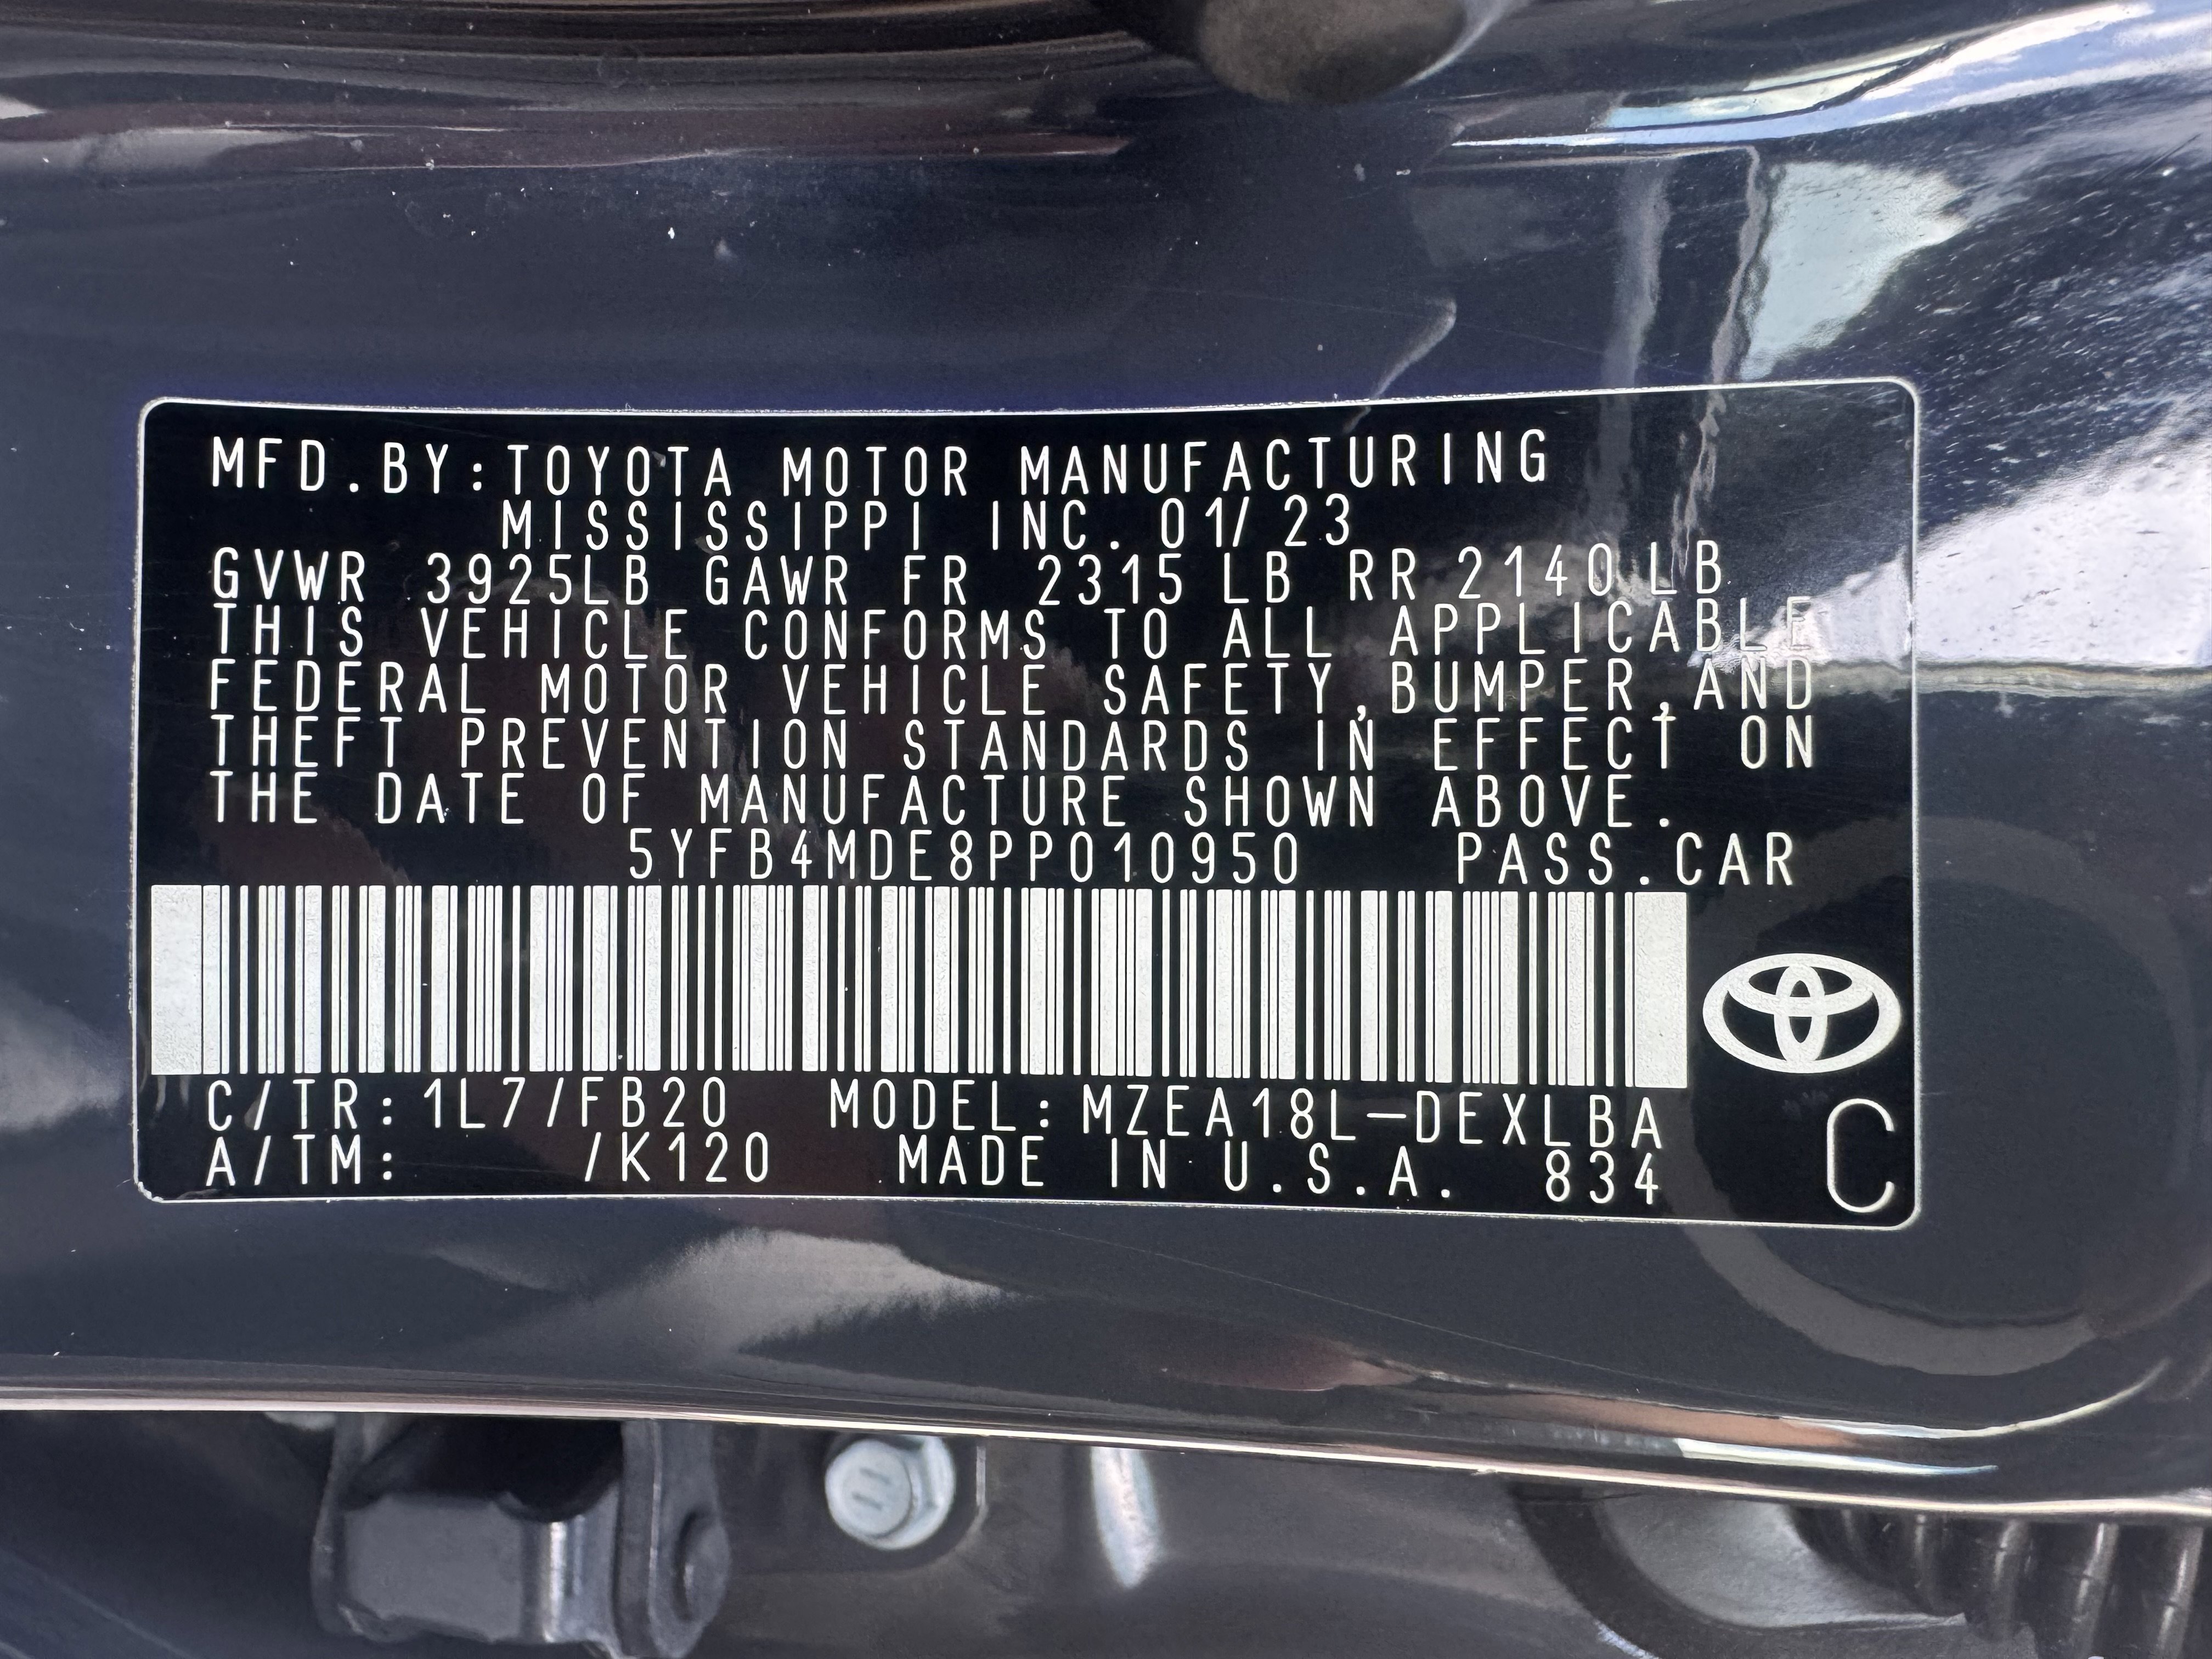 MFD.BY:TOYOTA MOTOR MANUFACTURING
MISSISSIPPI INC. 01/23
GVWR 3925LB GAWR FR 2315 LB RR 2140LB
THIS VEHICLE CONFORMS TO ALL APPLICABLE
FEDERAL MOTOR VEHICLE SAFETY,BUMPER,AND
THEFT PREVENTION STANDARDS IN EFFECT ON
THE DATE OF MANUFACTURE SHOWN ABOVE.
5YFB4MDE8PP010950 PASS.CAR
C/TR:1L7/FB20 MODEL:MZEA18L-DEXLBA
A/TM: /K120 MADE IN U.S.A. 834
C